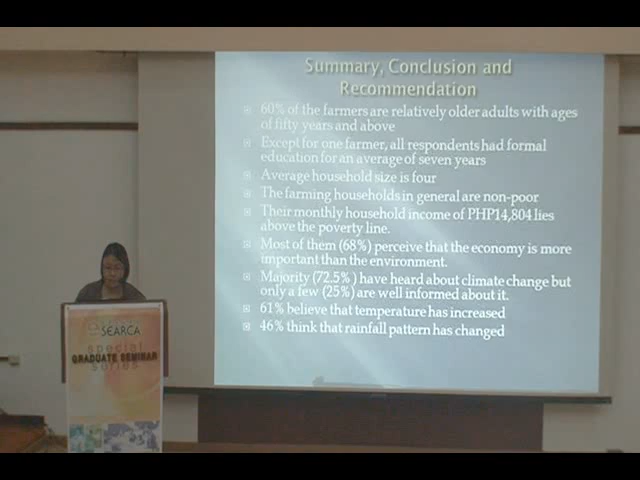 Summary, Conclusion and
Recommendation
60% of the farmers are relatively older adults with ages
of fifty years and above
Except for one farmer, all respondents had formal
education for an average of seven years
Average household size is four
The farming households in general are non-poor
Their monthly household income of PHP14,804 lies
above the poverty line.
Most of them (68%) perceive that the economy is more
important than the environment.
Majority (72.5%) have heard about climate change but
only a few (25%) are well informed about it.
61% believe that temperature has increased
46% think that rainfall pattern has changed
SEARCA
special
GRADUATE SEMINAR
series